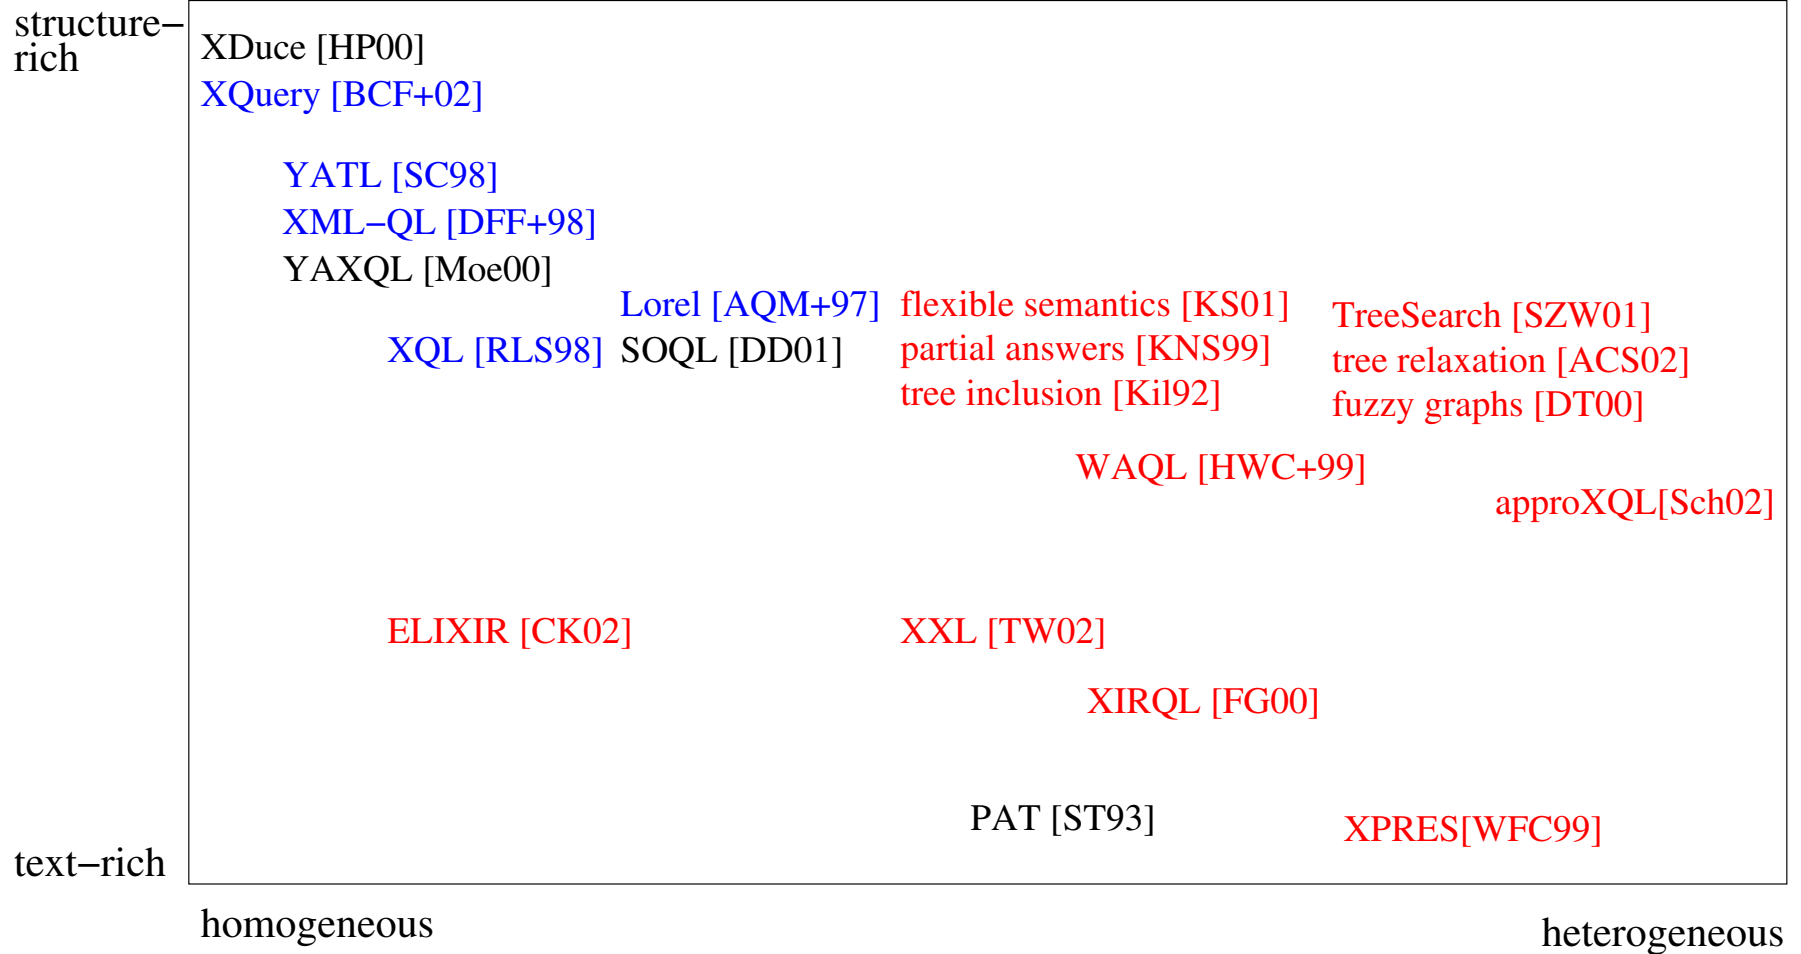 structure−
rich
XDuce [HP00]
XQuery [BCF+02]
YATL [SC98]
XML−QL [DFF+98]
YAXQL [Moe00]
Lorel [AQM+97]
flexible semantics [KS01]
TreeSearch [SZW01]
XQL [RLS98]
SOQL [DD01]
partial answers [KNS99]
tree relaxation [ACS02]
tree inclusion [Kil92]
fuzzy graphs [DT00]
WAQL [HWC+99]
approXQL[Sch02]
ELIXIR [CK02]
XXL [TW02]
XIRQL [FG00]
PAT [ST93]
XPRES[WFC99]
text−rich
homogeneous
heterogeneous